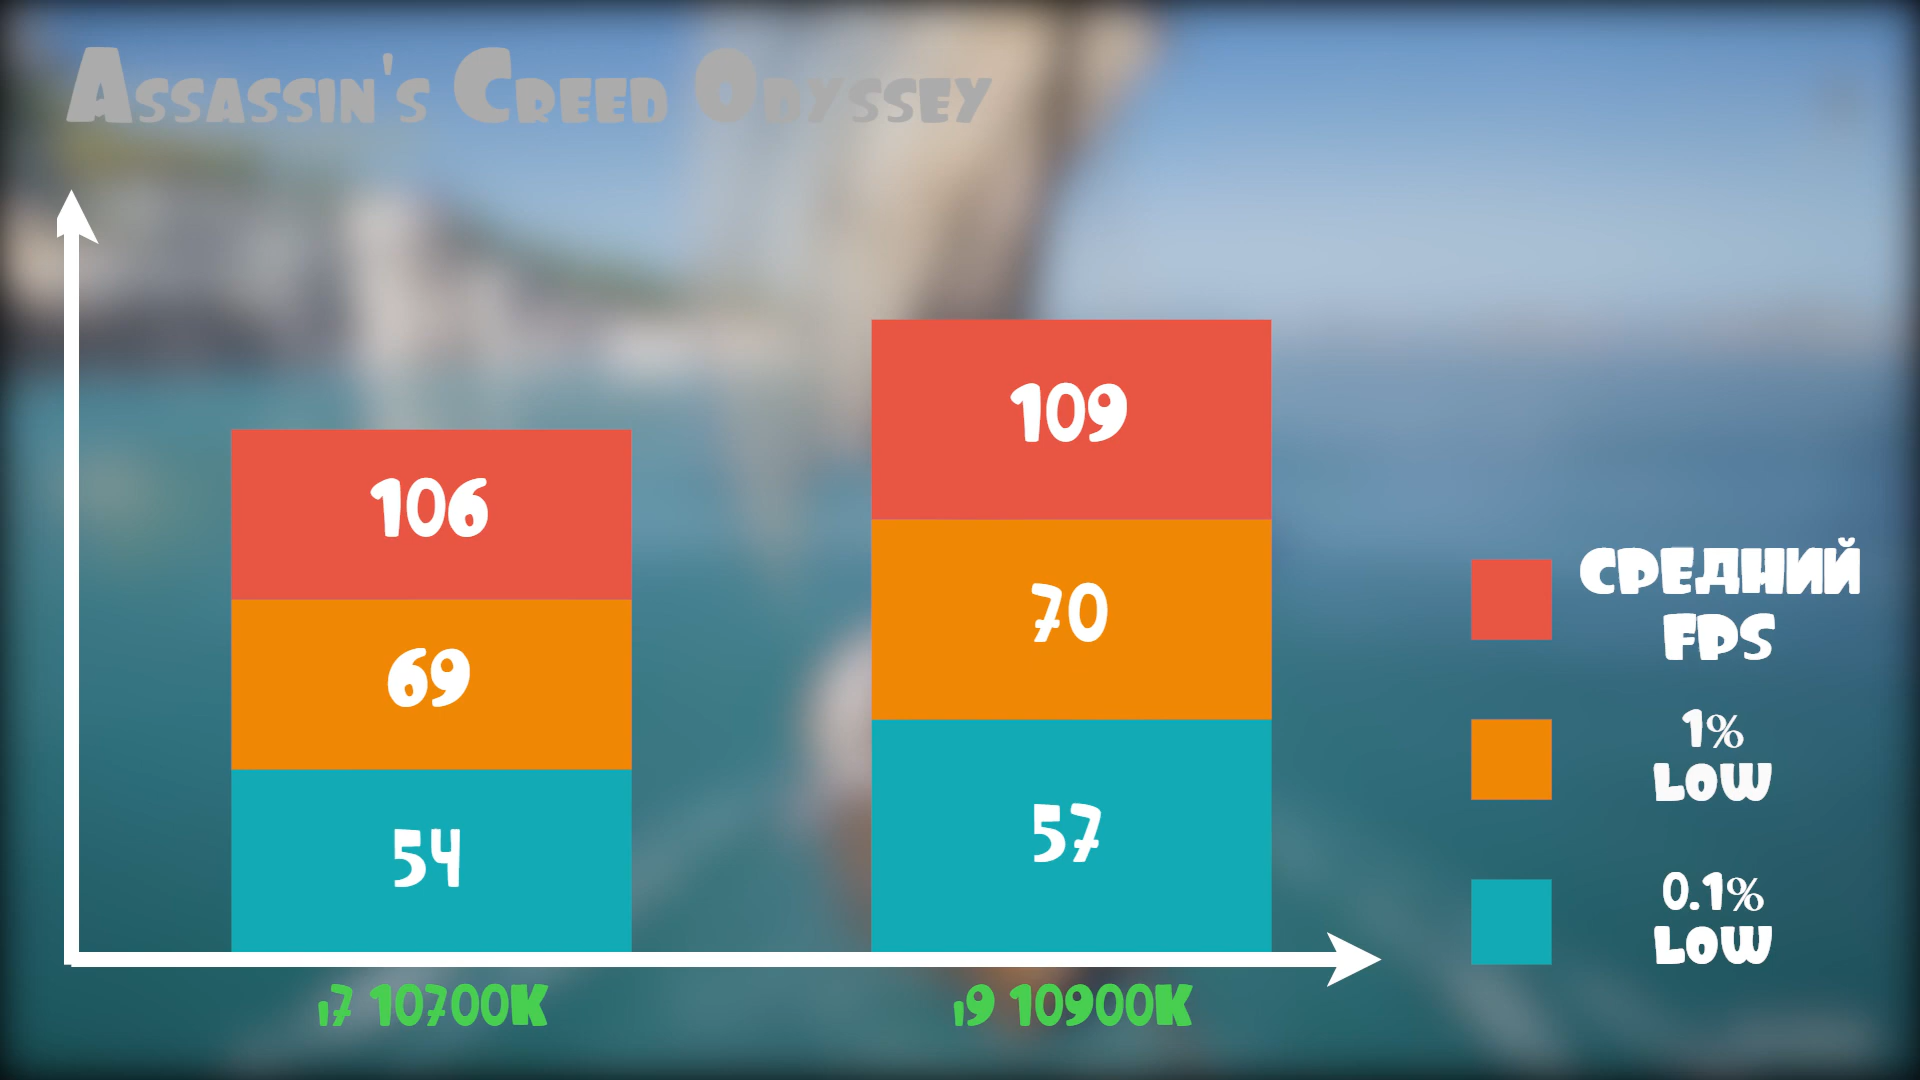 Assassin's Creed Odyssey
109
106
70
69
57
54
СРЕДНИЙ
FPS
1%
LOW
0.1%
LOW
i7 10700K
i9 10900K